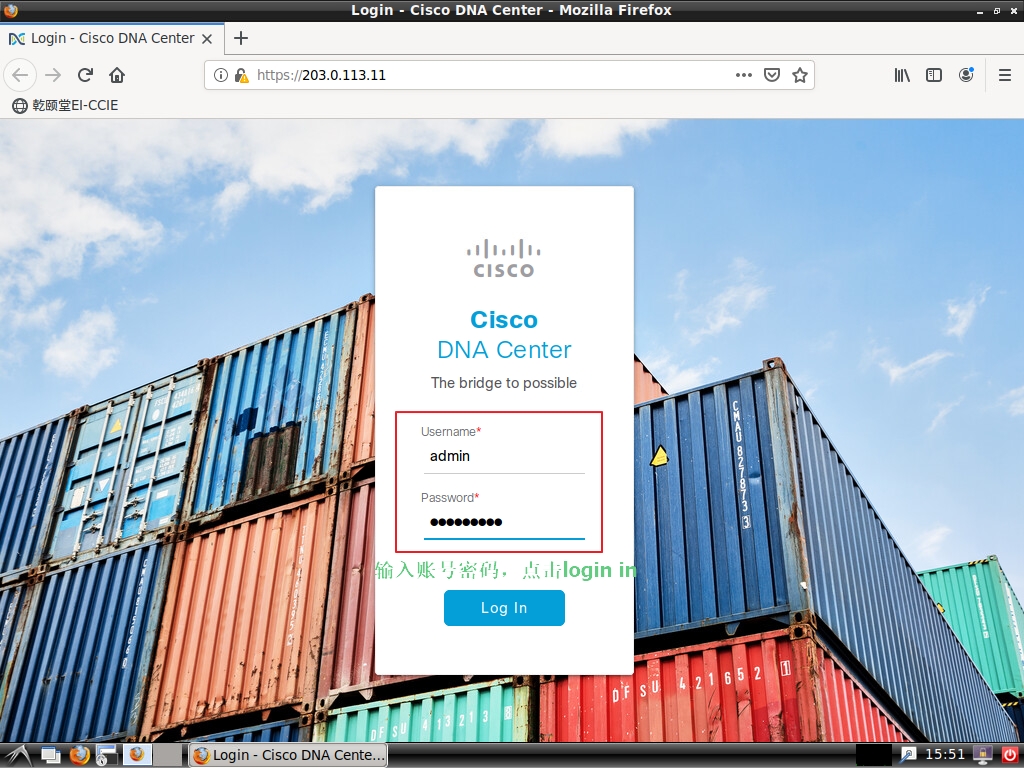 Login - Cisco DNA Center - Mozilla Firefox
Login - Cisco DNA Center
https://203.0.113.11
乾颐堂EI-CCIE
CISCO
Cisco
DNA Center
The bridge to possible
Username*
admin
Password*
输入账号密码，点击login in
Log In
CMAU 827873 3
DFSU 421652 1
DFSU 413213
Login - Cisco DNA Cente...
15:51